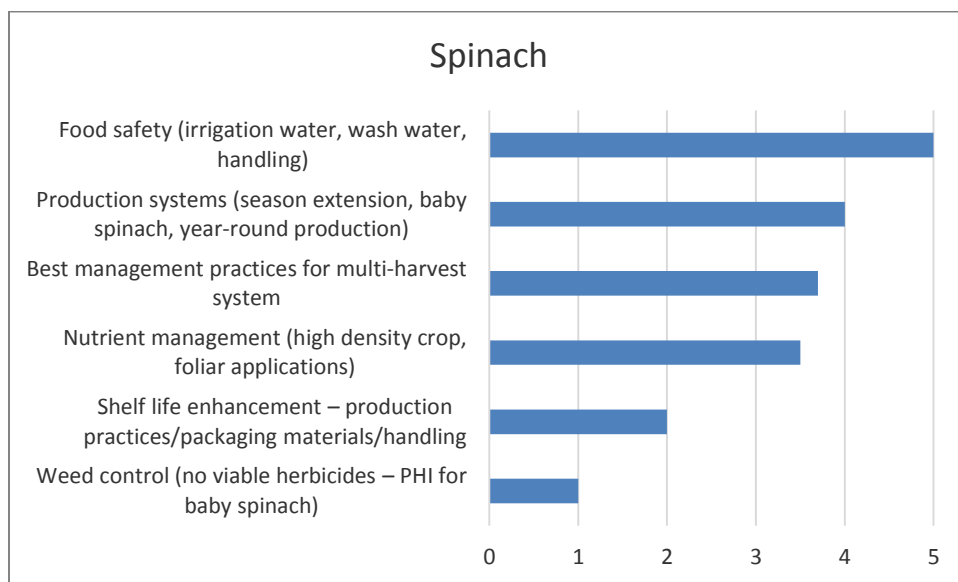 Spinach
Food safety (irrigation water, wash water,
handling)
Production systems (season extension, baby
spinach, year-round production)
Best management practices for multi-harvest
system
Nutrient management (high density crop,
foliar applications)
Shelf life enhancement – production
practices/packaging materials/handling
Weed control (no viable herbicides – PHI for
baby spinach)
0 1 2 3 4 5